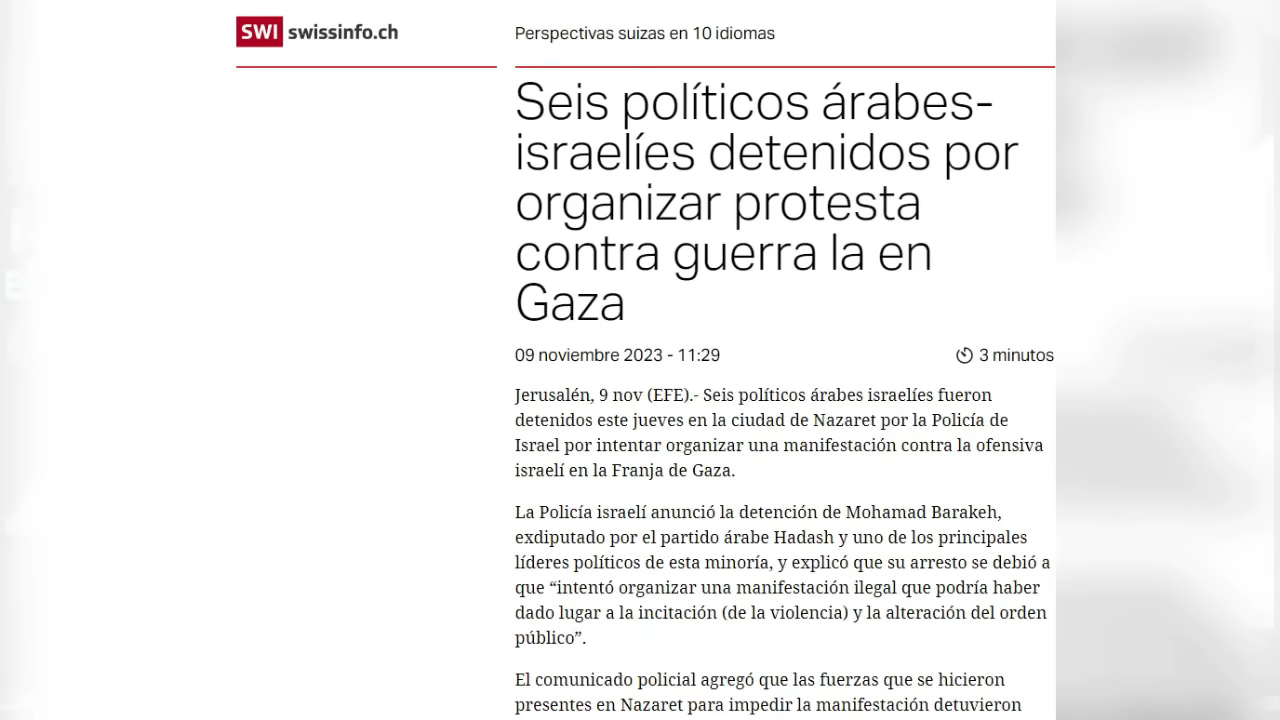 SWI swissinfo.ch
Perspectivas suizas en 10 idiomas
Seis políticos árabes-
israelíes detenidos por
organizar protesta
contra guerra la en
Gaza
09 noviembre 2023 - 11:29
3 minutos
Jerusalén, 9 nov (EFE).- Seis políticos árabes israelíes fueron
detenidos este jueves en la ciudad de Nazaret por la Policía de
Israel por intentar organizar una manifestación contra la ofensiva
israelí en la Franja de Gaza.
La Policía israelí anunció la detención de Mohamad Barakeh,
exdiputado por el partido árabe Hadash y uno de los principales
líderes políticos de esta minoría, y explicó que su arresto se debió a
que “intentó organizar una manifestación ilegal que podría haber
dado lugar a la incitación (de la violencia) y la alteración del orden
público”.
El comunicado policial agregó que las fuerzas que se hicieron
presentes en Nazaret para impedir la manifestación detuvieron